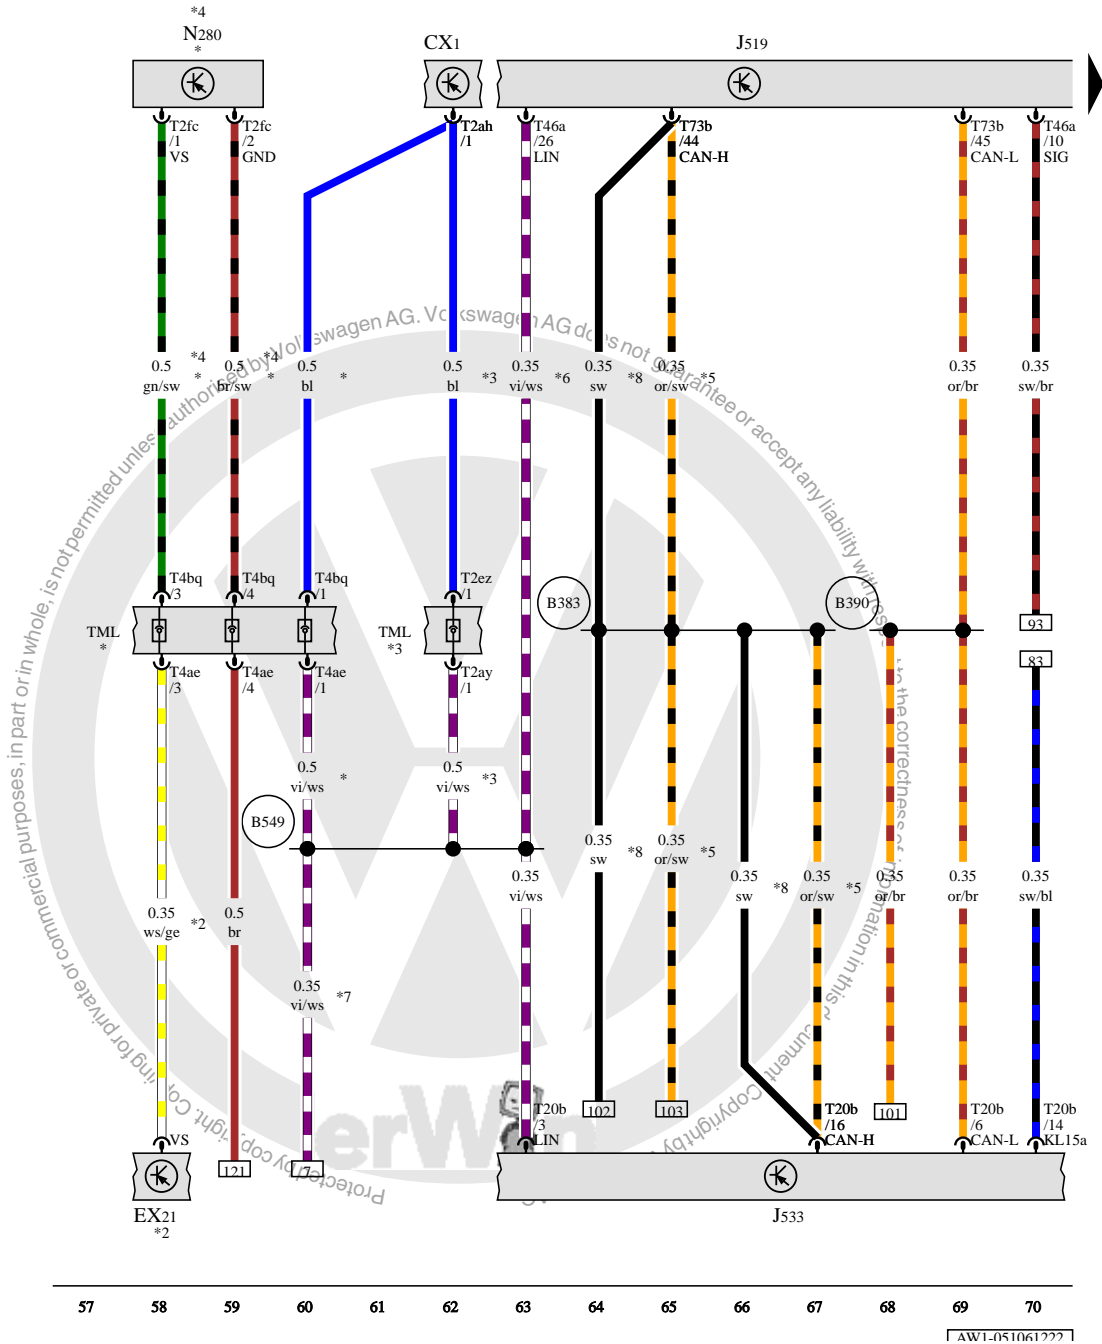 *4
N280
*
CX1
J519
T2fc
/1
VS
T2fc
/2
GND
T2ah
/1
T46a
/26
LIN
T73b
/44
CAN-H
T73b
/45
CAN-L
T46a
/10
SIG
0.5
gn/sw
*4
*
0.5
br/sw
*4
*
0.5
bl
*
0.5
bl
*3
0.35
vi/ws
*6
0.35
sw
*8
0.35
or/sw
*5
0.35
or/br
0.35
sw/br
T4bq
/3
T4bq
/4
T4bq
/1
T2ez
/1
B383
B390
93
83
TML
*
TML
*3
T4ae
/3
T4ae
/4
T4ae
/1
T2ay
/1
0.5
vi/ws
*
0.5
vi/ws
*3
B549
0.35
sw
*8
0.35
or/sw
*5
0.35
vi/ws
0.35
sw
*8
0.35
or/sw
*5
0.35
or/br
0.35
or/br
0.35
sw/bl
0.35
ws/ge
*2
0.5
br
0.35
vi/ws
*7
102
103
101
T20b
/3
LIN
T20b
/16
CAN-H
T20b
/6
CAN-L
T20b
/14
KL15a
VS
121
7
EX21
*2
J533
erWin
57 58 59 60 61 62 63 64 65 66 67 68 69 70
AW1-051061222